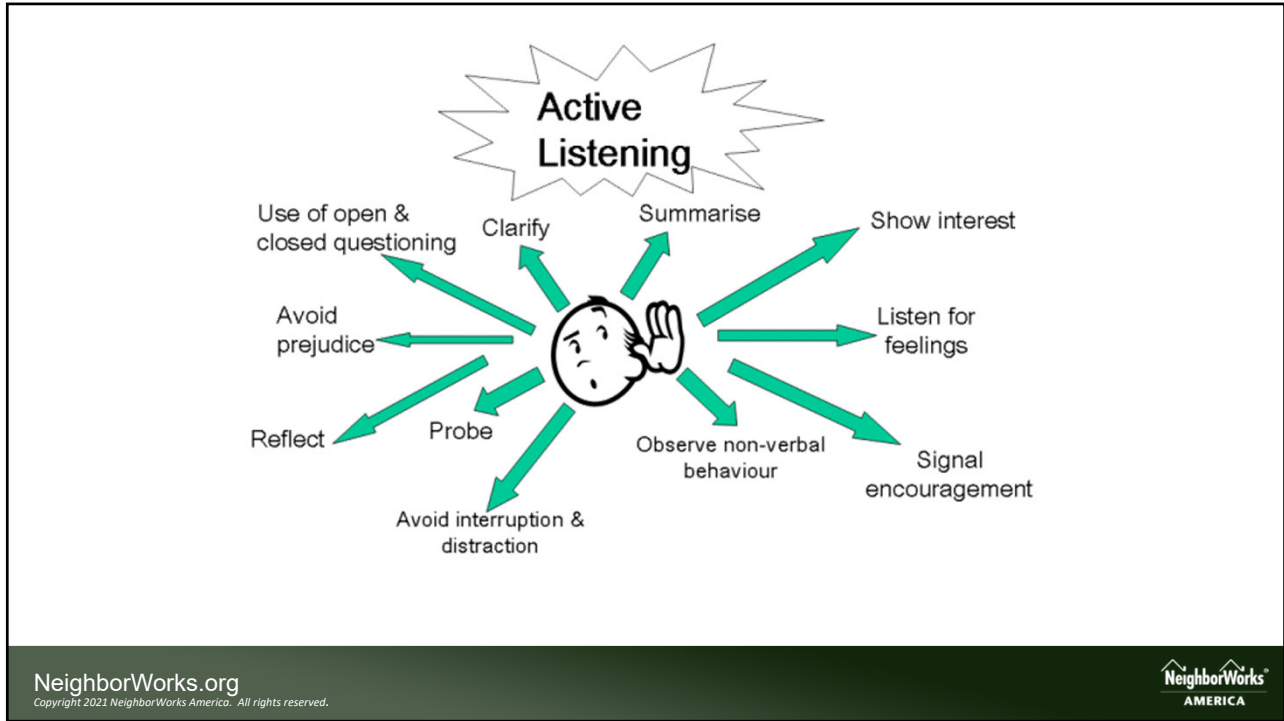 Active
Listening
Use of open &
closed questioning
Clarify
Summarise
Show interest
Avoid
prejudice
Listen for
feelings
Reflect
Probe
Observe non-verbal
behaviour
Signal
encouragement
Avoid interruption &
distraction
NeighborWorks.org
Copyright 2021 NeighborWorks America. All rights reserved.
NeighborWorks®
AMERICA